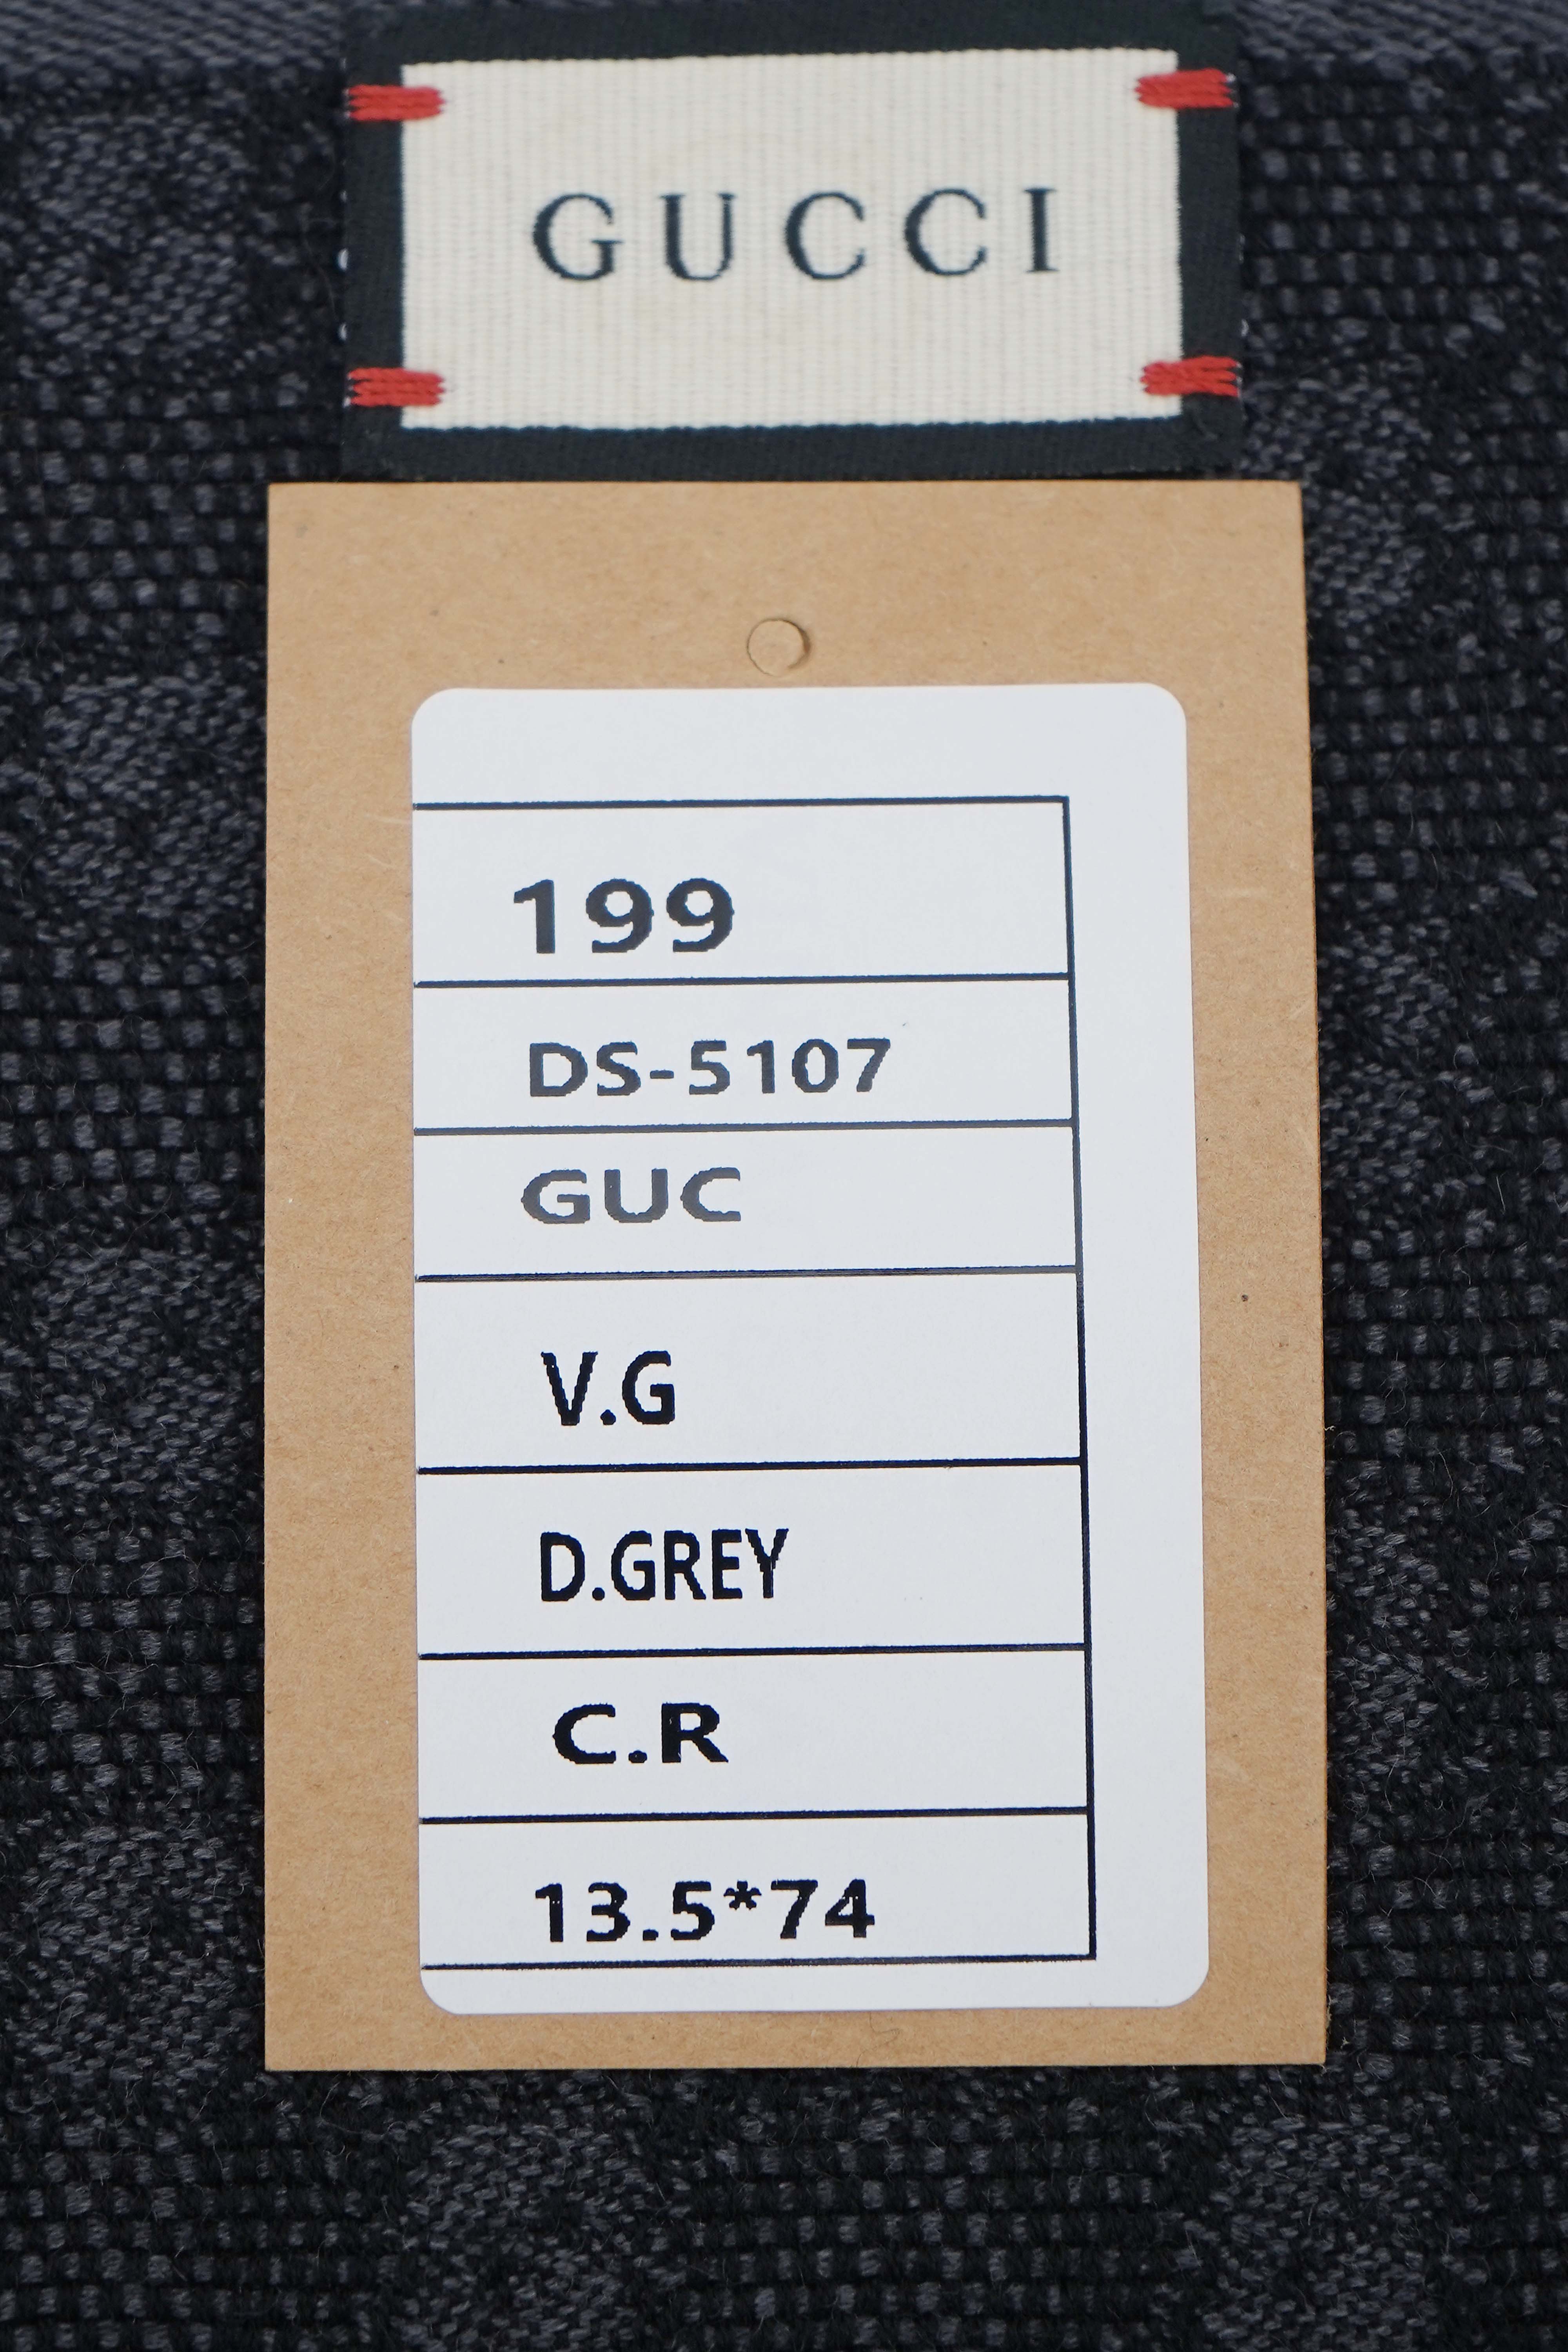 GUCCI
199
DS-5107
GUC
V.G
D.GREY
C.R
13.5*74